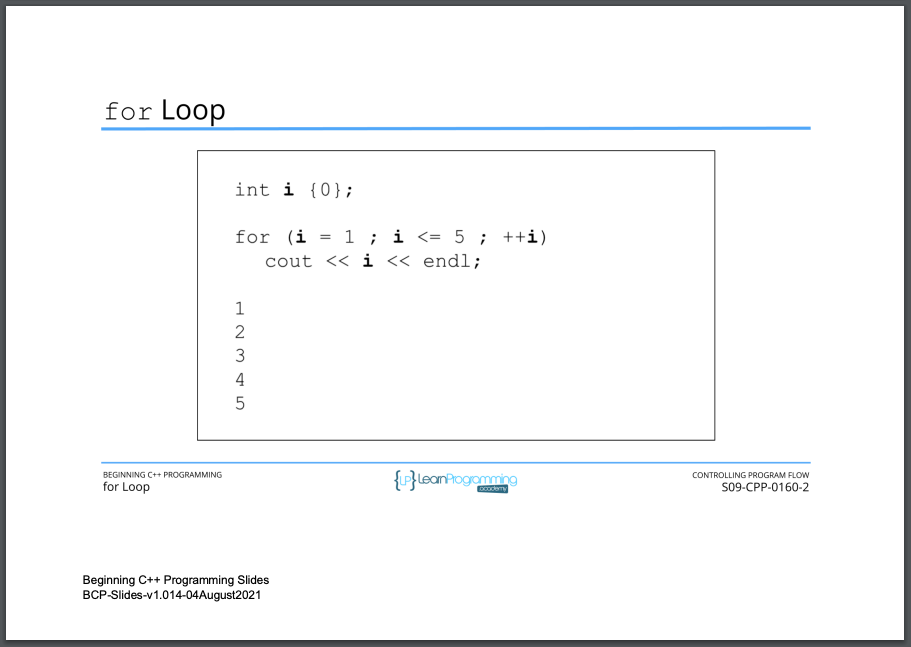 for Loop
int i {0};
for (i = 1 ; i <= 5 ; ++i)
cout << i << endl;
1
2
3
4
5
BEGINNING C++ PROGRAMMING
for Loop
{LP} LearnProgramming
academy
CONTROLLING PROGRAM FLOW
S09-CPP-0160-2
Beginning C++ Programming Slides
BCP-Slides-v1.014-04August2021